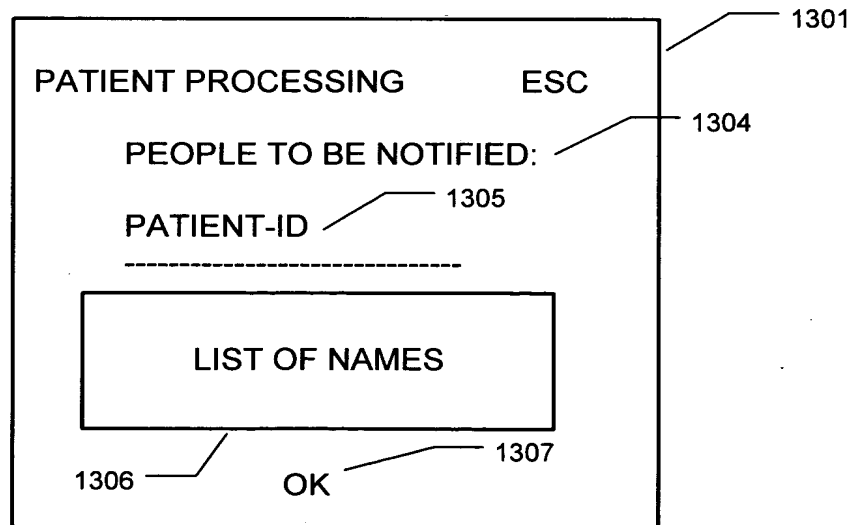 1301
PATIENT PROCESSING ESC
1304
PEOPLE TO BE NOTIFIED:
1305
PATIENT-ID
LIST OF NAMES
1307
1306
OK